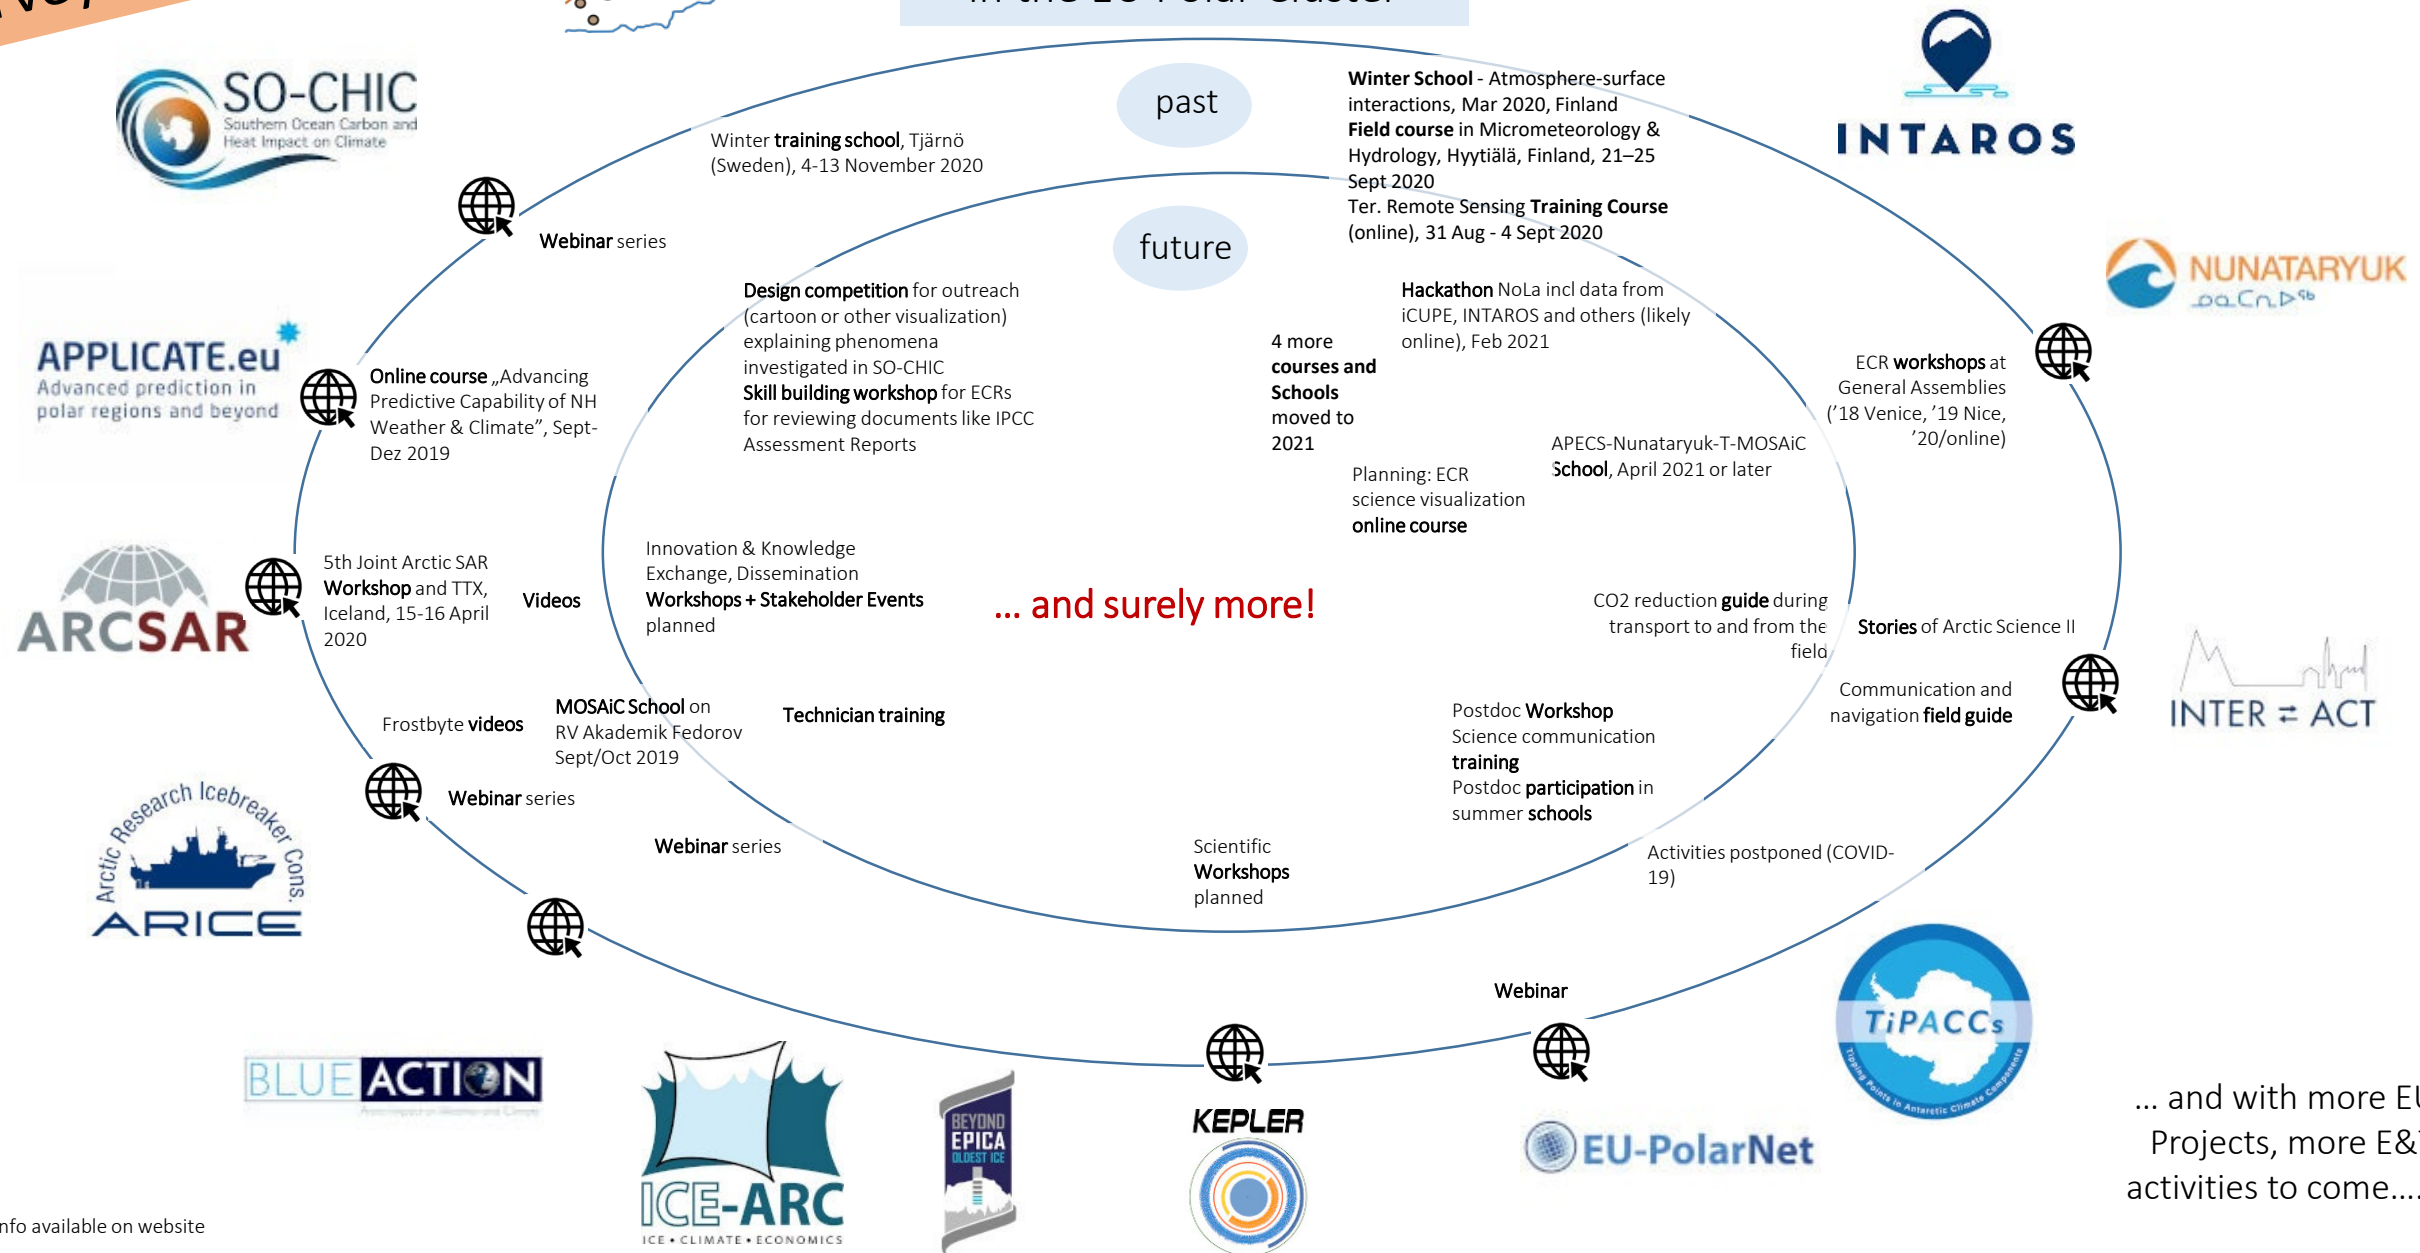 in the EU Polar Cluster
past
future
SO-CHIC
Southern Ocean Carbon and
Heat Impact on Climate
Winter training school, Tjärnö
(Sweden), 4-13 November 2020
Webinar series
Winter School - Atmosphere-surface
interactions, Mar 2020, Finland
Field course in Micrometeorology &
Hydrology, Hyytiälä, Finland, 21–25
Sept 2020
Ter. Remote Sensing Training Course
(online), 31 Aug - 4 Sept 2020
INTAROS
NUNATARYUK
ᓄᓇᑕᕆᐅᖅ
APPLICATE.eu
Advanced prediction in
polar regions and beyond
Online course „Advancing
Predictive Capability of NH
Weather & Climate”, Sept-
Dez 2019
Design competition for outreach
(cartoon or other visualization)
explaining phenomena
investigated in SO-CHIC
Skill building workshop for ECRs
for reviewing documents like IPCC
Assessment Reports
4 more
courses and
Schools
moved to
2021
Hackathon NoLa incl data from
iCUPE, INTAROS and others (likely
online), Feb 2021
ECR workshops at
General Assemblies
(’18 Venice, ’19 Nice,
’20/online)
APECS-Nunataryuk-T-MOSAiC
School, April 2021 or later
Planning: ECR
science visualization
online course
ARCSAR
5th Joint Arctic SAR
Workshop and TTX,
Iceland, 15-16 April
2020
Videos
Innovation & Knowledge
Exchange, Dissemination
Workshops + Stakeholder Events
planned
... and surely more!
CO2 reduction guide during
transport to and from the
field
Stories of Arctic Science II
Communication and
navigation field guide
INTER ⇄ ACT
Frostbyte videos
MOSAiC School on
RV Akademik Fedorov
Sept/Oct 2019
Technician training
Webinar series
Arctic Research Icebreaker Cons.
ARICE
Postdoc Workshop
Science communication
training
Postdoc participation in
summer schools
Webinar series
Scientific
Workshops
planned
Activities postponed (COVID-
19)
Webinar
TiPACCs
Tipping Points in Antarctic Climate Components
BLUE ACTION
ICE-ARC
ICE • CLIMATE • ECONOMICS
BEYOND
EPICA
OLDEST ICE
KEPLER
EU-PolarNet
... and with more EU
Projects, more E&T
activities to come....
nfo available on website